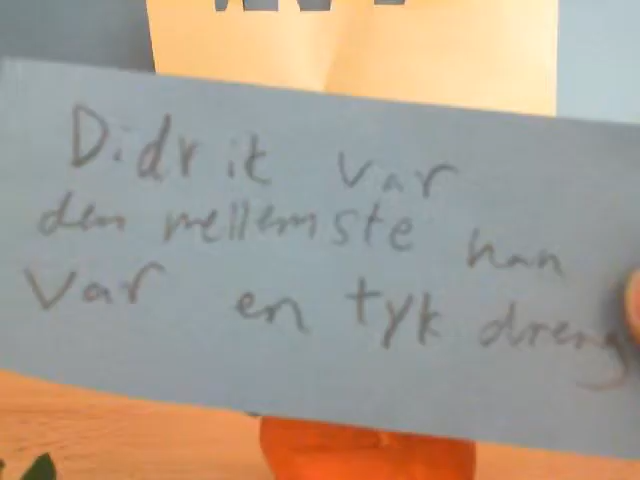 Didrik var
den mellemste han
var en tyk dreng